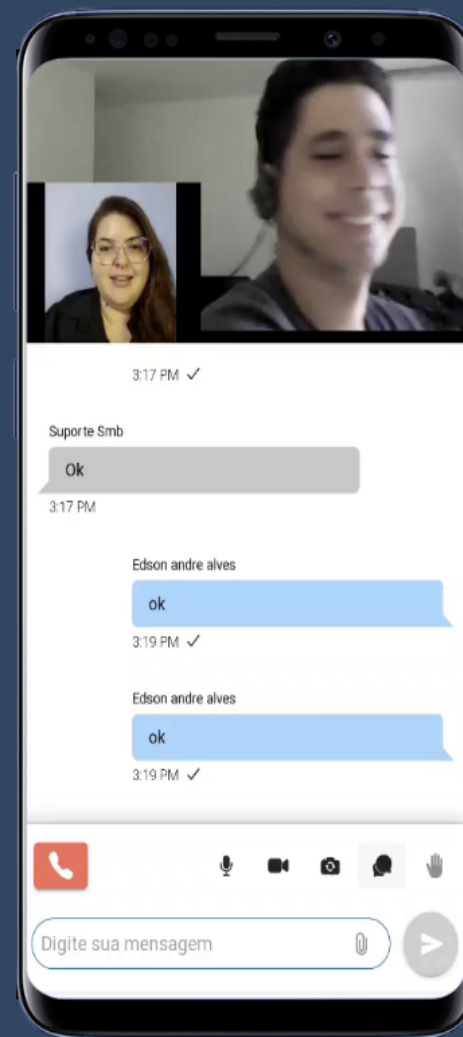 3:17 PM
Suporte Smb
Ok
3:17 PM
Edson andre alves
ok
3:19 PM
Edson andre alves
ok
3:19 PM
Digite sua mensagem